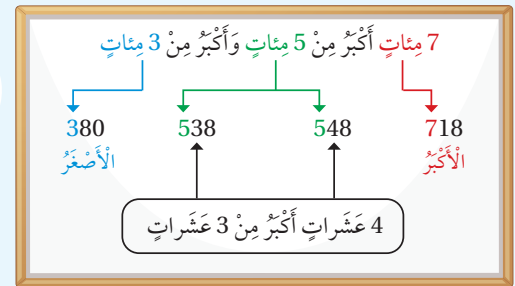 7 مِئاتٍ أَكْبَرُ مِنْ 5 مِئاتٍ وَأَكْبَرُ مِنْ 3 مِئاتٍ
718 548 538 380
الْأَكْبَرُ الْأَصْغَرُ
4 عَشَراتٍ أَكْبَرُ مِنْ 3 عَشَراتٍ